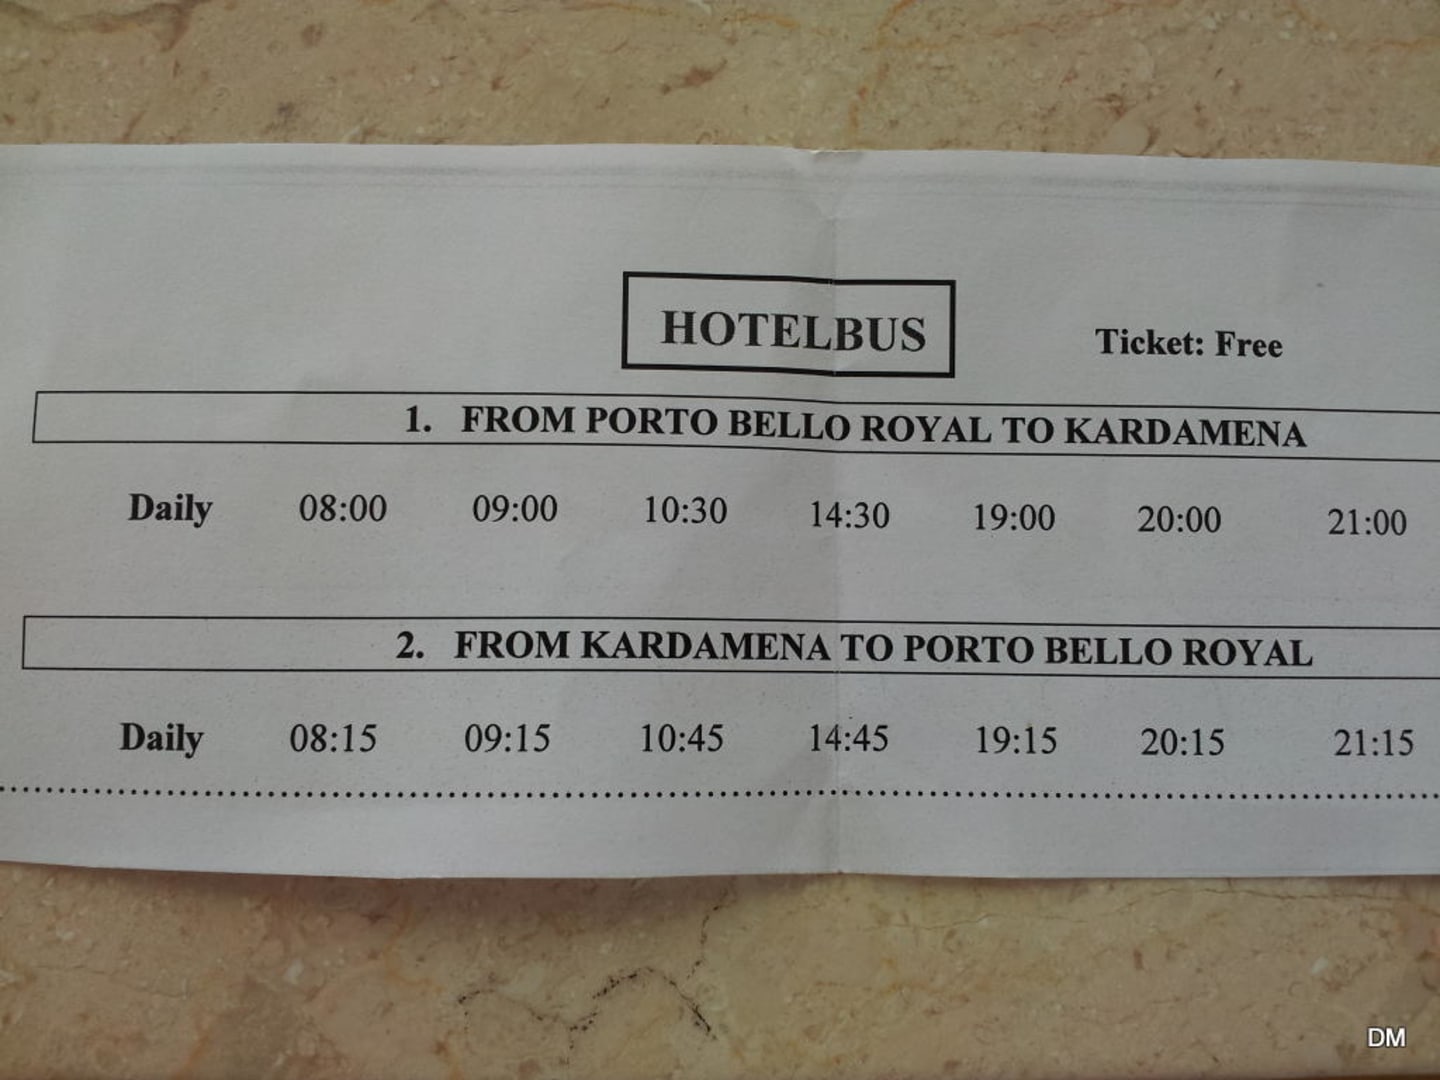 HOTELBUS
Ticket: Free
1. FROM PORTO BELLO ROYAL TO KARDAMENA
Daily 08:00 09:00 10:30 14:30 19:00 20:00 21:00
2. FROM KARDAMENA TO PORTO BELLO ROYAL
Daily 08:15 09:15 10:45 14:45 19:15 20:15 21:15
DM